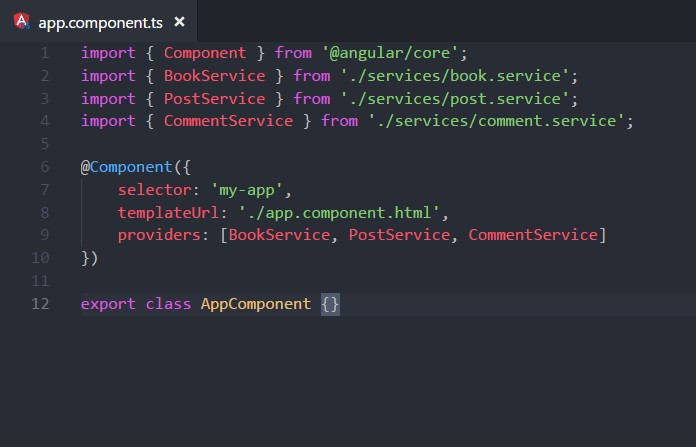 app.component.ts ×
1 import { Component } from '@angular/core';
2 import { BookService } from './services/book.service';
3 import { PostService } from './services/post.service';
4 import { CommentService } from './services/comment.service';
5
6 @Component({
7     selector: 'my-app',
8     templateUrl: './app.component.html',
9     providers: [BookService, PostService, CommentService]
10 })
11
12 export class AppComponent {}